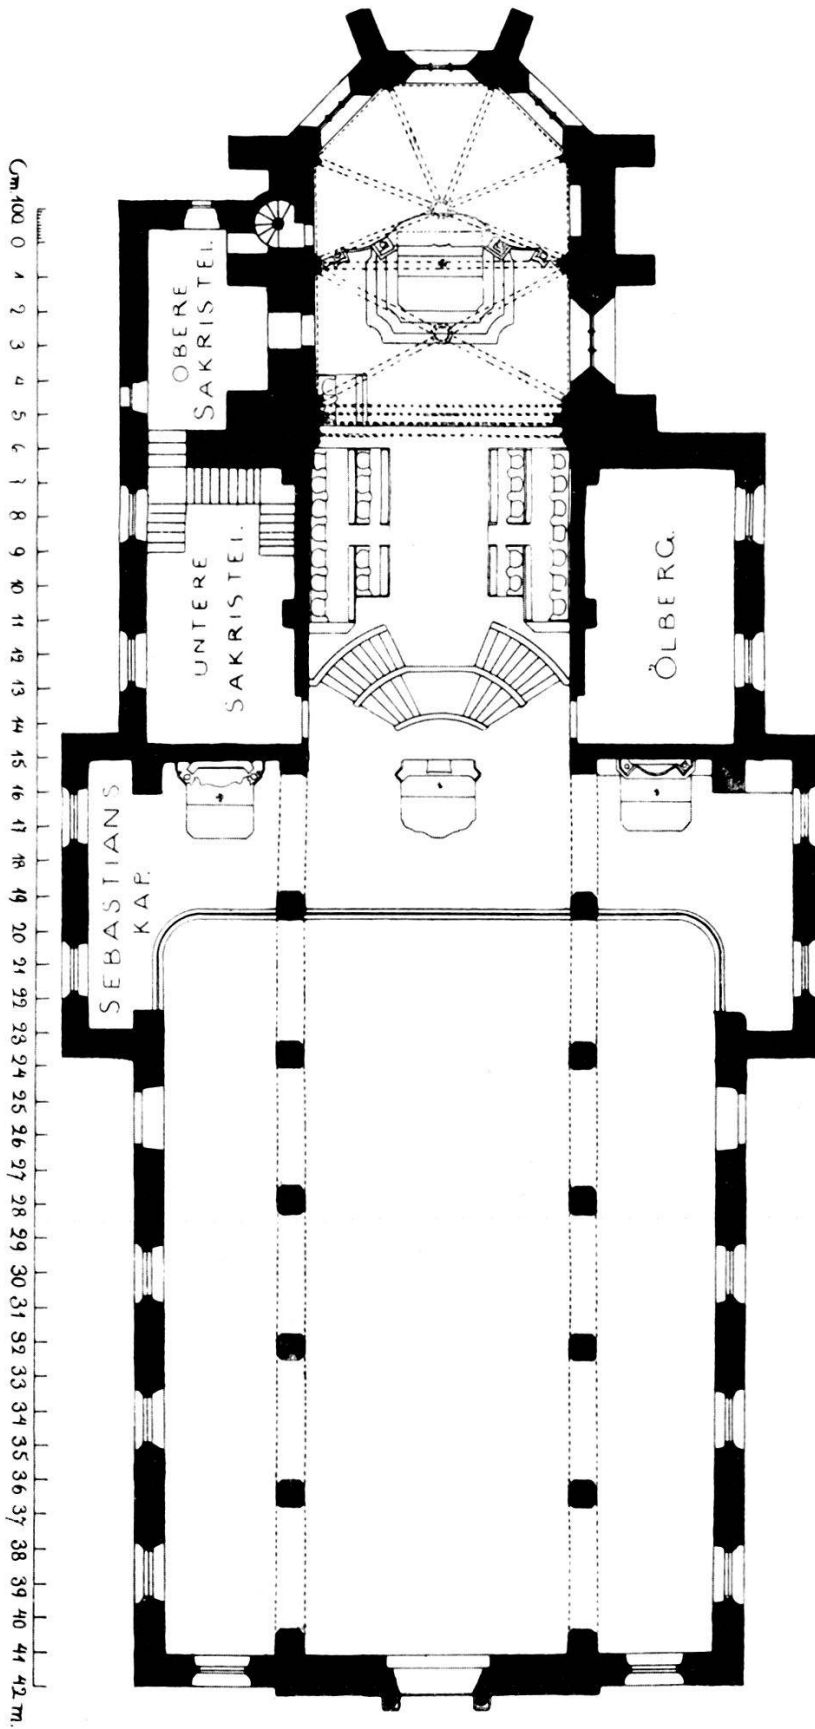 Cm. 100 0 1 2 3 4 5 6 7 8 9 10 11 12 13 14 15 16 17 18 19 20 21 22 23 24 25 26 27 28 29 30 31 32 33 34 35 36 37 38 39 40 41 42 m.
OBERE
SAKRISTEI.
UNTERE
SAKRISTEI.
ÖLBERG.
SEBASTIANS
KAP.